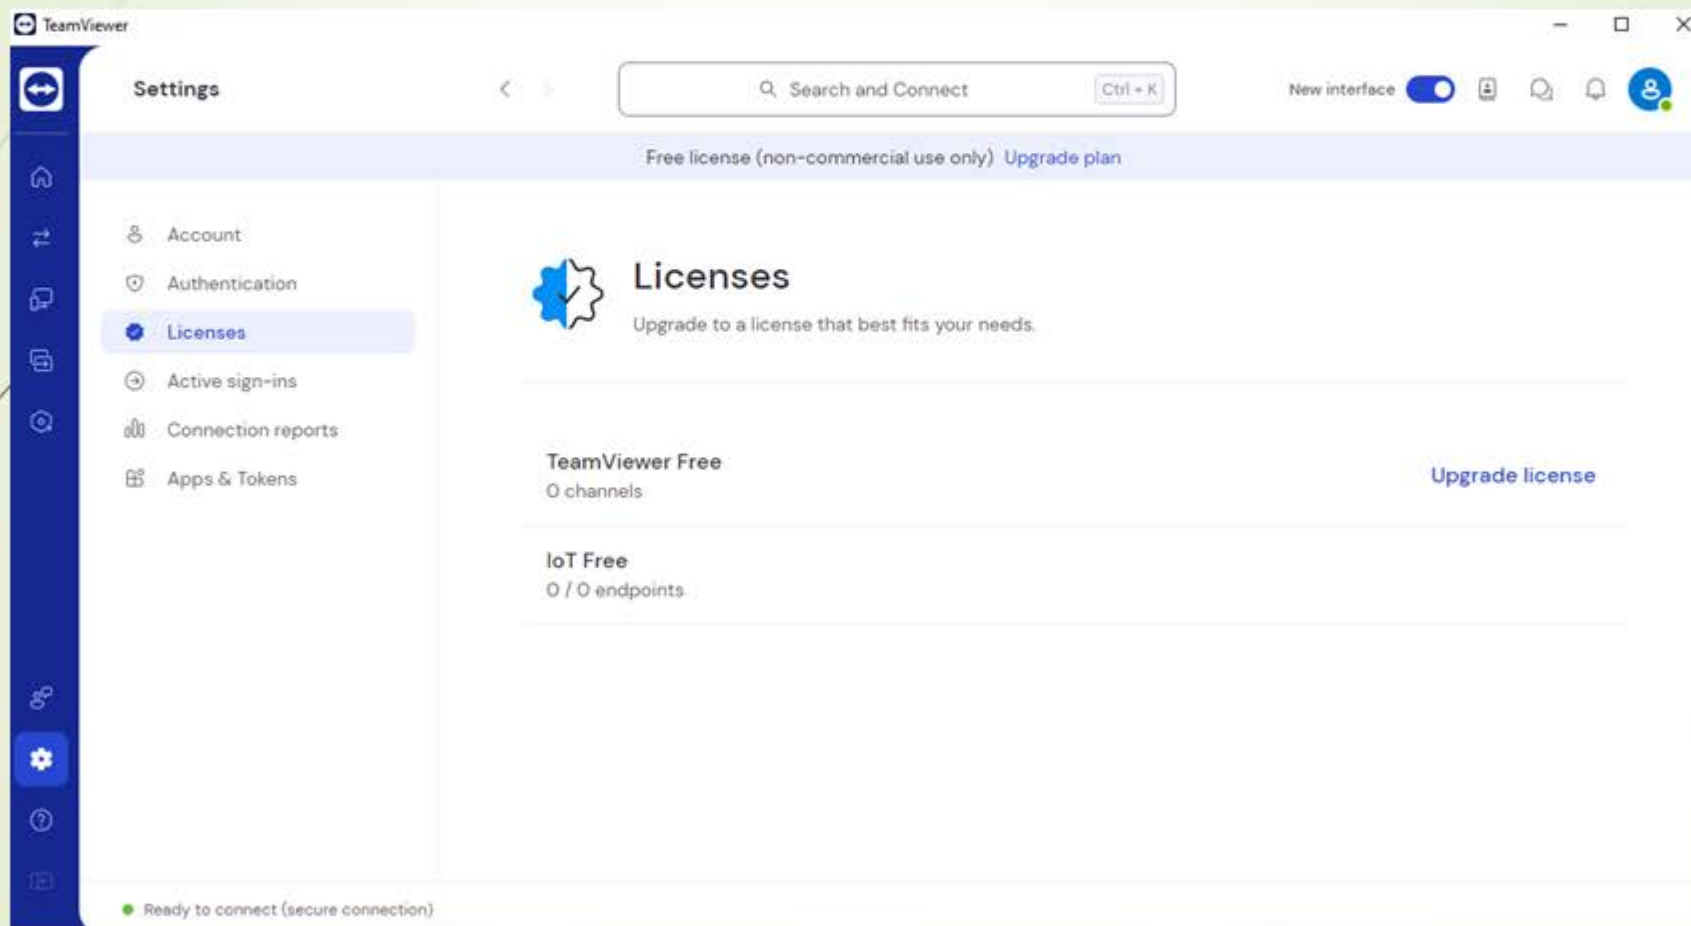 TeamViewer
Settings
Search and Connect
Ctrl + K
New interface
Free license (non-commercial use only) Upgrade plan
Account
Authentication
Licenses
Active sign-ins
Connection reports
Apps & Tokens
Licenses
Upgrade to a license that best fits your needs.
TeamViewer Free
0 channels
Upgrade license
IoT Free
0 / 0 endpoints
Ready to connect (secure connection)